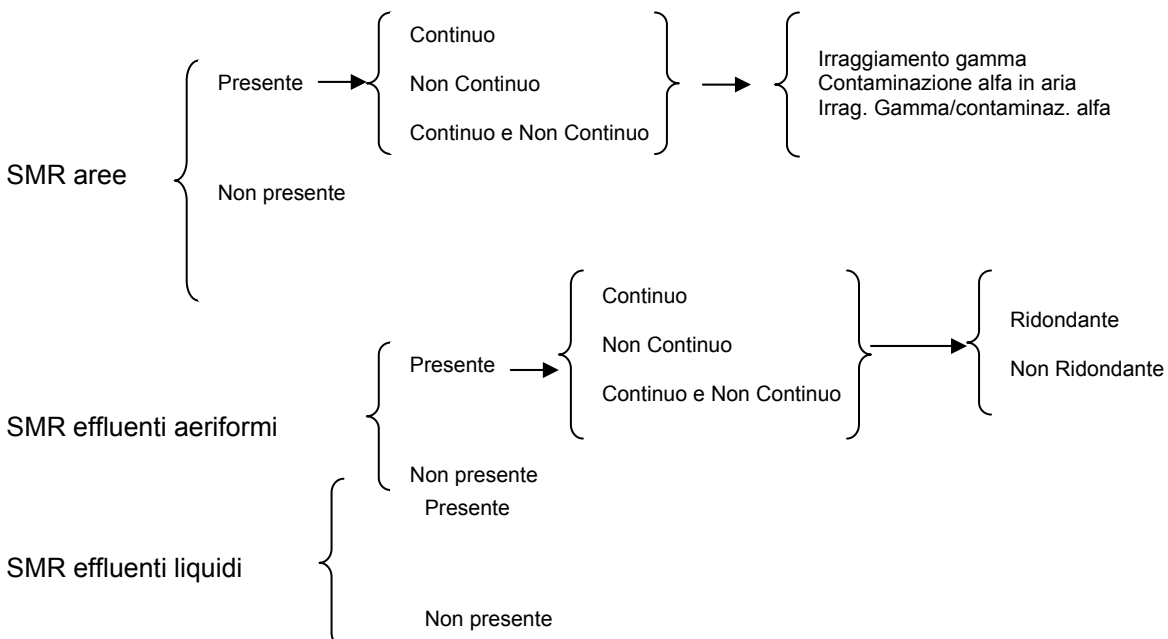 Continuo
Presente
Non Continuo
Continuo e Non Continuo
Irraggiamento gamma
Contaminazione alfa in aria
Irrag. Gamma/contaminaz. alfa
SMR aree
Non presente
Continuo
Presente
Non Continuo
Continuo e Non Continuo
Ridondante
Non Ridondante
SMR effluenti aeriformi
Non presente
Presente
SMR effluenti liquidi
Non presente